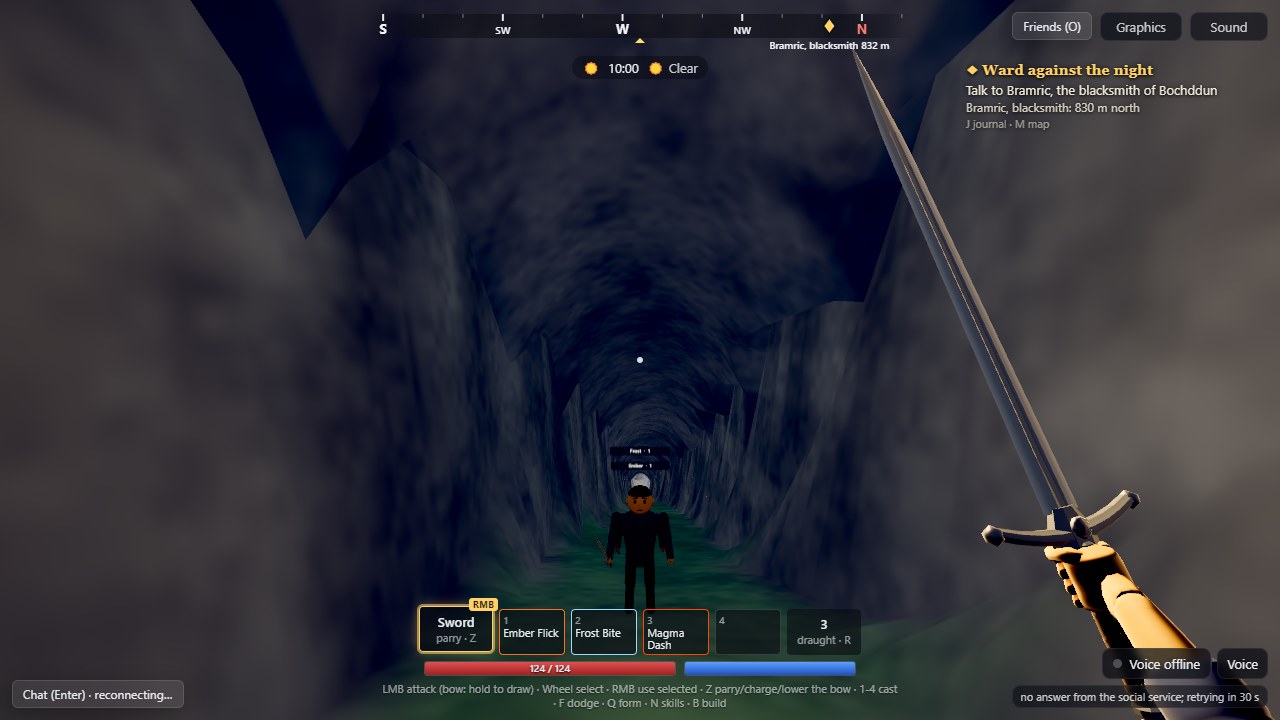 S
SW
W
NW
N
Bramric, blacksmith 832 m
10:00
Clear
Friends (O)
Graphics
Sound
Ward against the night
Talk to Bramric, the blacksmith of Bochddun
Bramric, blacksmith: 830 m north
J journal · M map
Frost · 1
Ember · 1
RMB
Sword
parry · Z
1
Ember Flick
2
Frost Bite
3
Magma
Dash
4
3
draught · R
124 / 124
LMB attack (bow: hold to draw) · Wheel select · RMB use selected · Z parry/charge/lower the bow · 1-4 cast
· F dodge · Q form · N skills · B build
Chat (Enter) · reconnecting...
Voice offline
Voice
no answer from the social service; retrying in 30 s